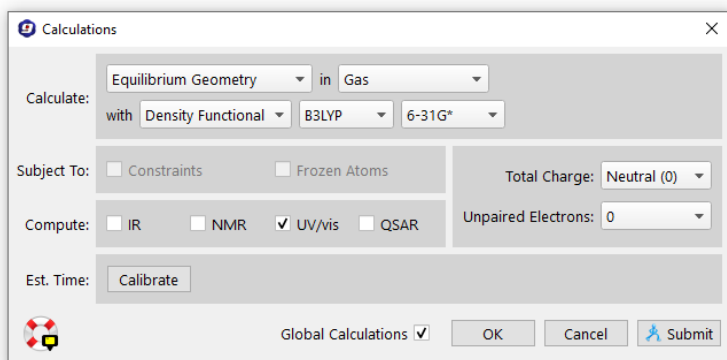 Calculations
Calculate: Equilibrium Geometry in Gas
with Density Functional B3LYP 6-31G*
Subject To: Constraints Frozen Atoms
Total Charge: Neutral (0)
Compute: IR NMR UV/vis QSAR
Unpaired Electrons: 0
Est. Time: Calibrate
Global Calculations OK Cancel Submit